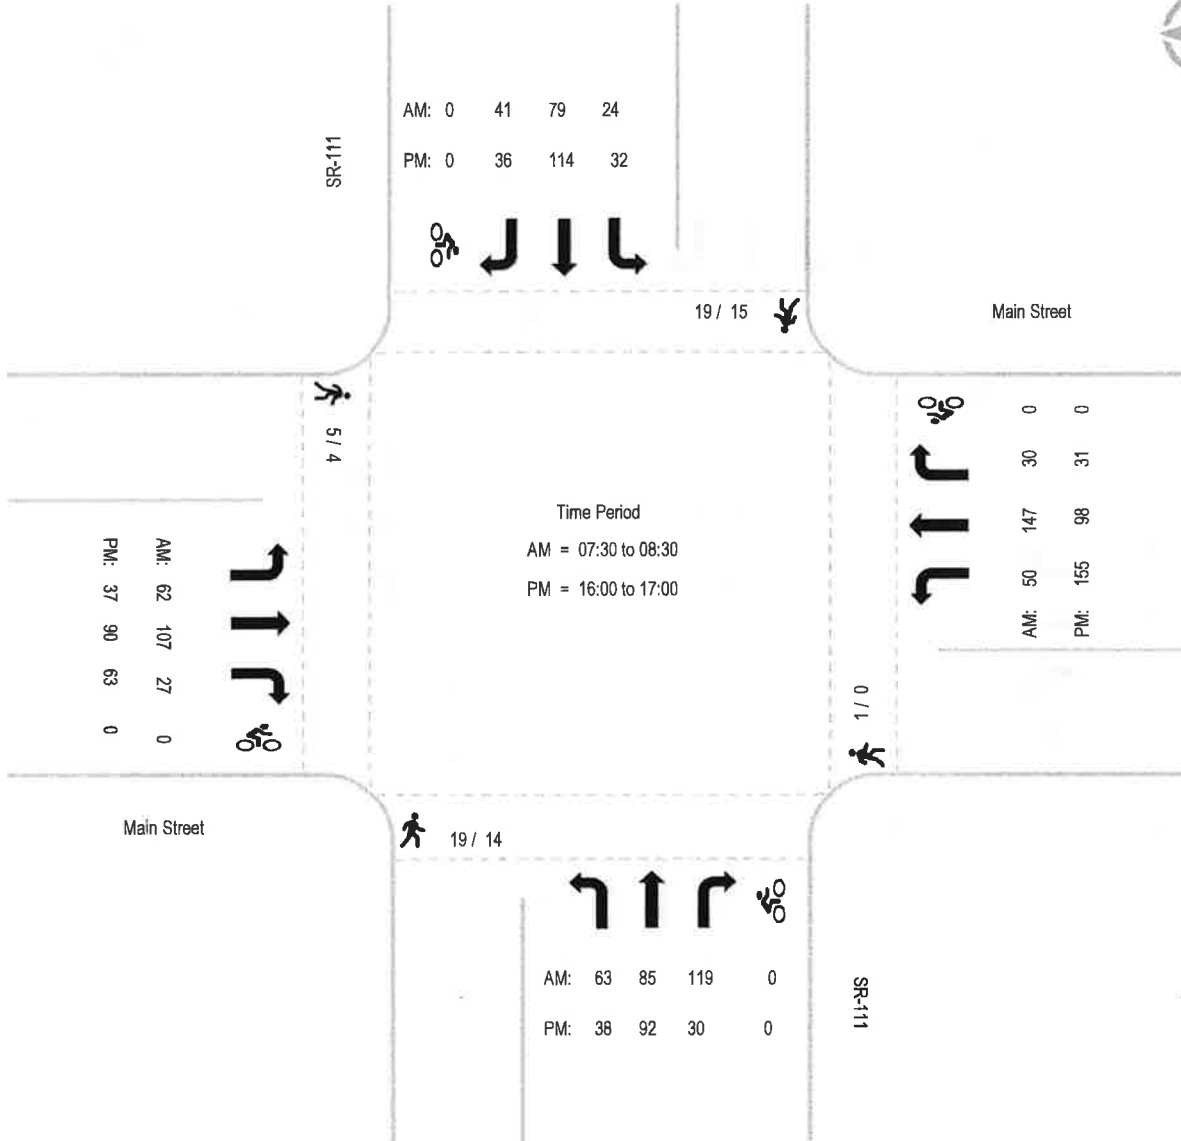 AM: 0 41 79 24
PM: 0 36 114 32
SR-111
19 / 15
Main Street
5 / 4
0 0
30 31
147 98
50 155
AM: PM:
Time Period
AM = 07:30 to 08:30
PM = 16:00 to 17:00
AM: 62 107 27 0
PM: 37 90 63 0
0 / 1
Main Street
19 / 14
AM: 63 85 119 0
PM: 38 92 30 0
SR-111